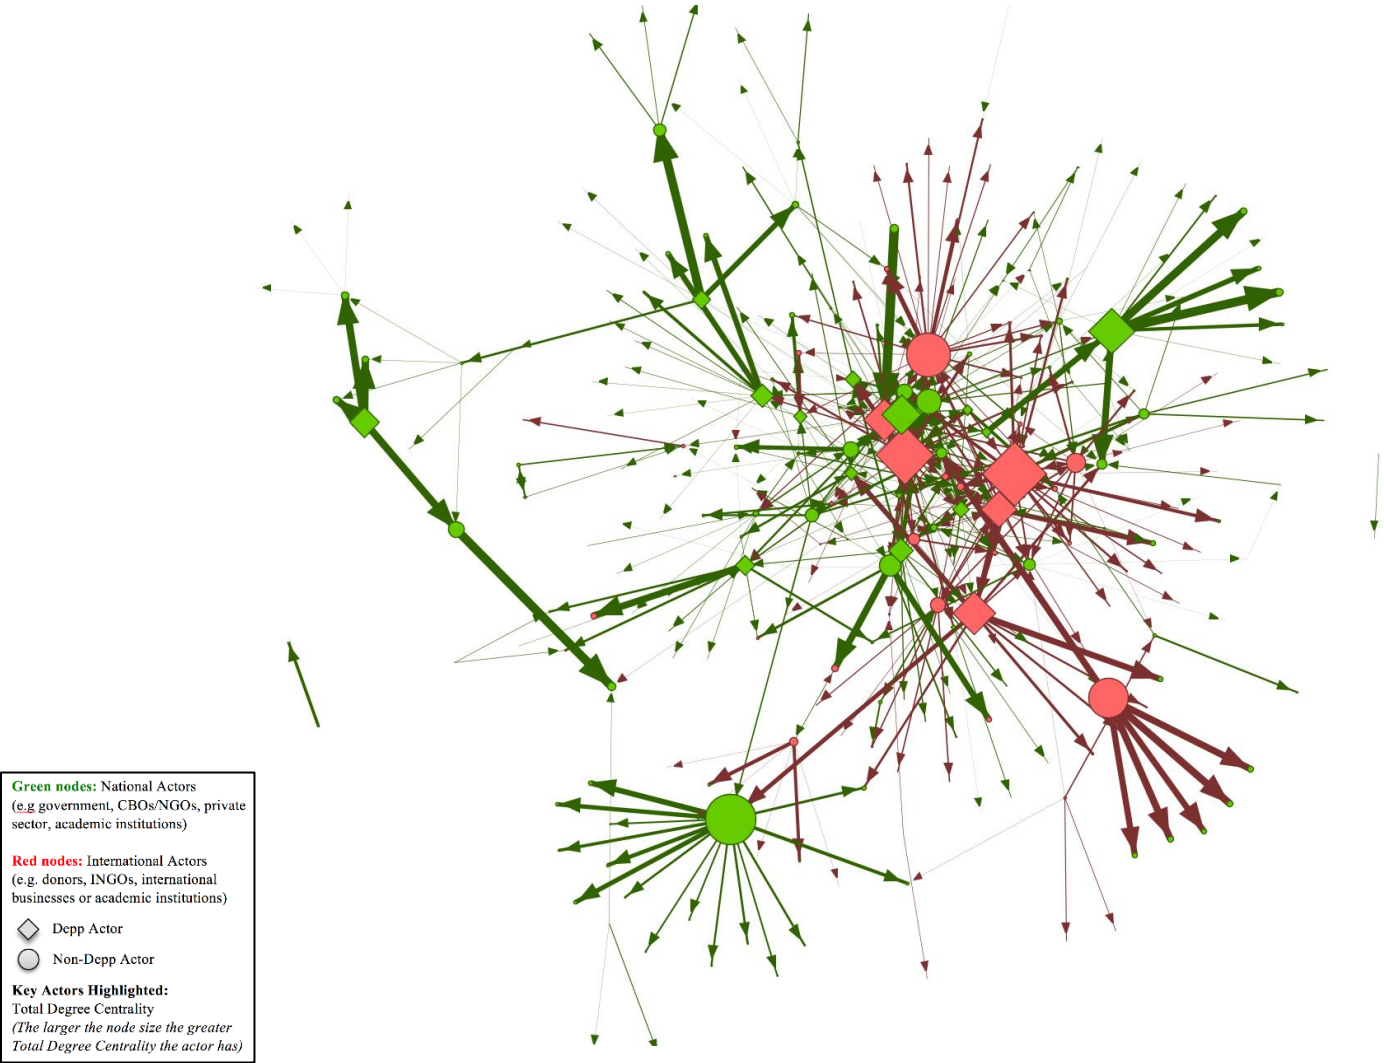 Green nodes: National Actors
(e.g government, CBOs/NGOs, private
sector, academic institutions)
Red nodes: International Actors
(e.g. donors, INGOs, international
businesses or academic institutions)
Depp Actor
Non-Depp Actor
Key Actors Highlighted:
Total Degree Centrality
(The larger the node size the greater
Total Degree Centrality the actor has)